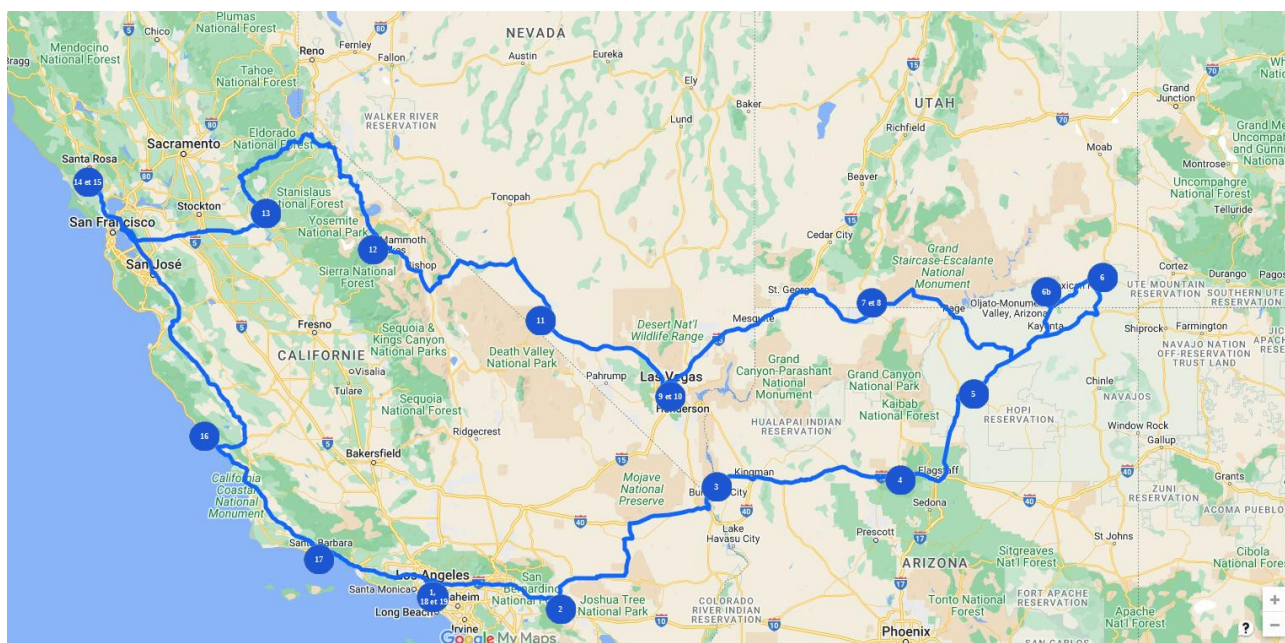 Plumas
National Forest
Chico
Mendocino
National Forest
Bragg
Tahoe
National Forest
Reno
Fernley
Fallon
NEVADA
Austin
Eureka
Ely
Lund
Baker
WALKER RIVER
RESERVATION
UTAH
Richfield
Grand
Junction
Moab
Montrose
Uncompahgre
National Forest
Telluride
Eldorado
National Forest
Sacramento
Santa Rosa
14 et 15
San Francisco
Stockton
Stanislaus
National Forest
13
Yosemite
National Park
Tonopah
Beaver
Cedar City
San José
12
Mammoth
Bishop
Sierra National
Forest
Grand
Staircase-Escalante
National
Monument
St. George
7 et 8
Page
6b
6
Oljato-Monument
Valley, Arizona
Kayenta
Cortez
Durango
UTE MOUNTAIN
RESERVATION
SOUTHERN UTE
Shiprock
Farmington
NAVAJO NATION
OFF-RESERVATION
TRUST LAND
11
Mesquite
Desert Nat'l
Wildlife Range
Fresno
Sequoia &
Kings Canyon
National Parks
CALIFORNIE
Visalia
Tulare
Death Valley
National Park
Pahrump
Las Vegas
9 et 10
Henderson
Grand
Canyon-Parashant
National
Monument
Grand Canyon
National Park
Kaibab
National Forest
5
Chinle
NAVAJOS
HOPI
RESERVATION
Window Rock
Gallup
Sequoia
National Forest
Ridgecrest
HUALAPAI INDIAN
RESERVATION
16
Bakersfield
Mojave
National
Preserve
3
Kingman
4
Flagstaff
Sedona
ZUNI
RESERVATION
Grants
ACOMA PUEBLO
California
Coastal
National
Monument
Lake
Havasu City
Prescott
St Johns
Santa Barbara
17
Los Angeles
Santa Monica
1,
18 et 19
Long Beach
Anaheim
Irvine
San
Bernardino
2
Joshua Tree
National Park
COLORADO
RIVER INDIAN
RESERVATION
ARIZONA
Sitgreaves
Nat'l Forest
Tonto National
Forest
FORT APACHE
RESERVATION
Apache
Cibola
National
Forest
Phoenix
Google My Maps
+
−
?